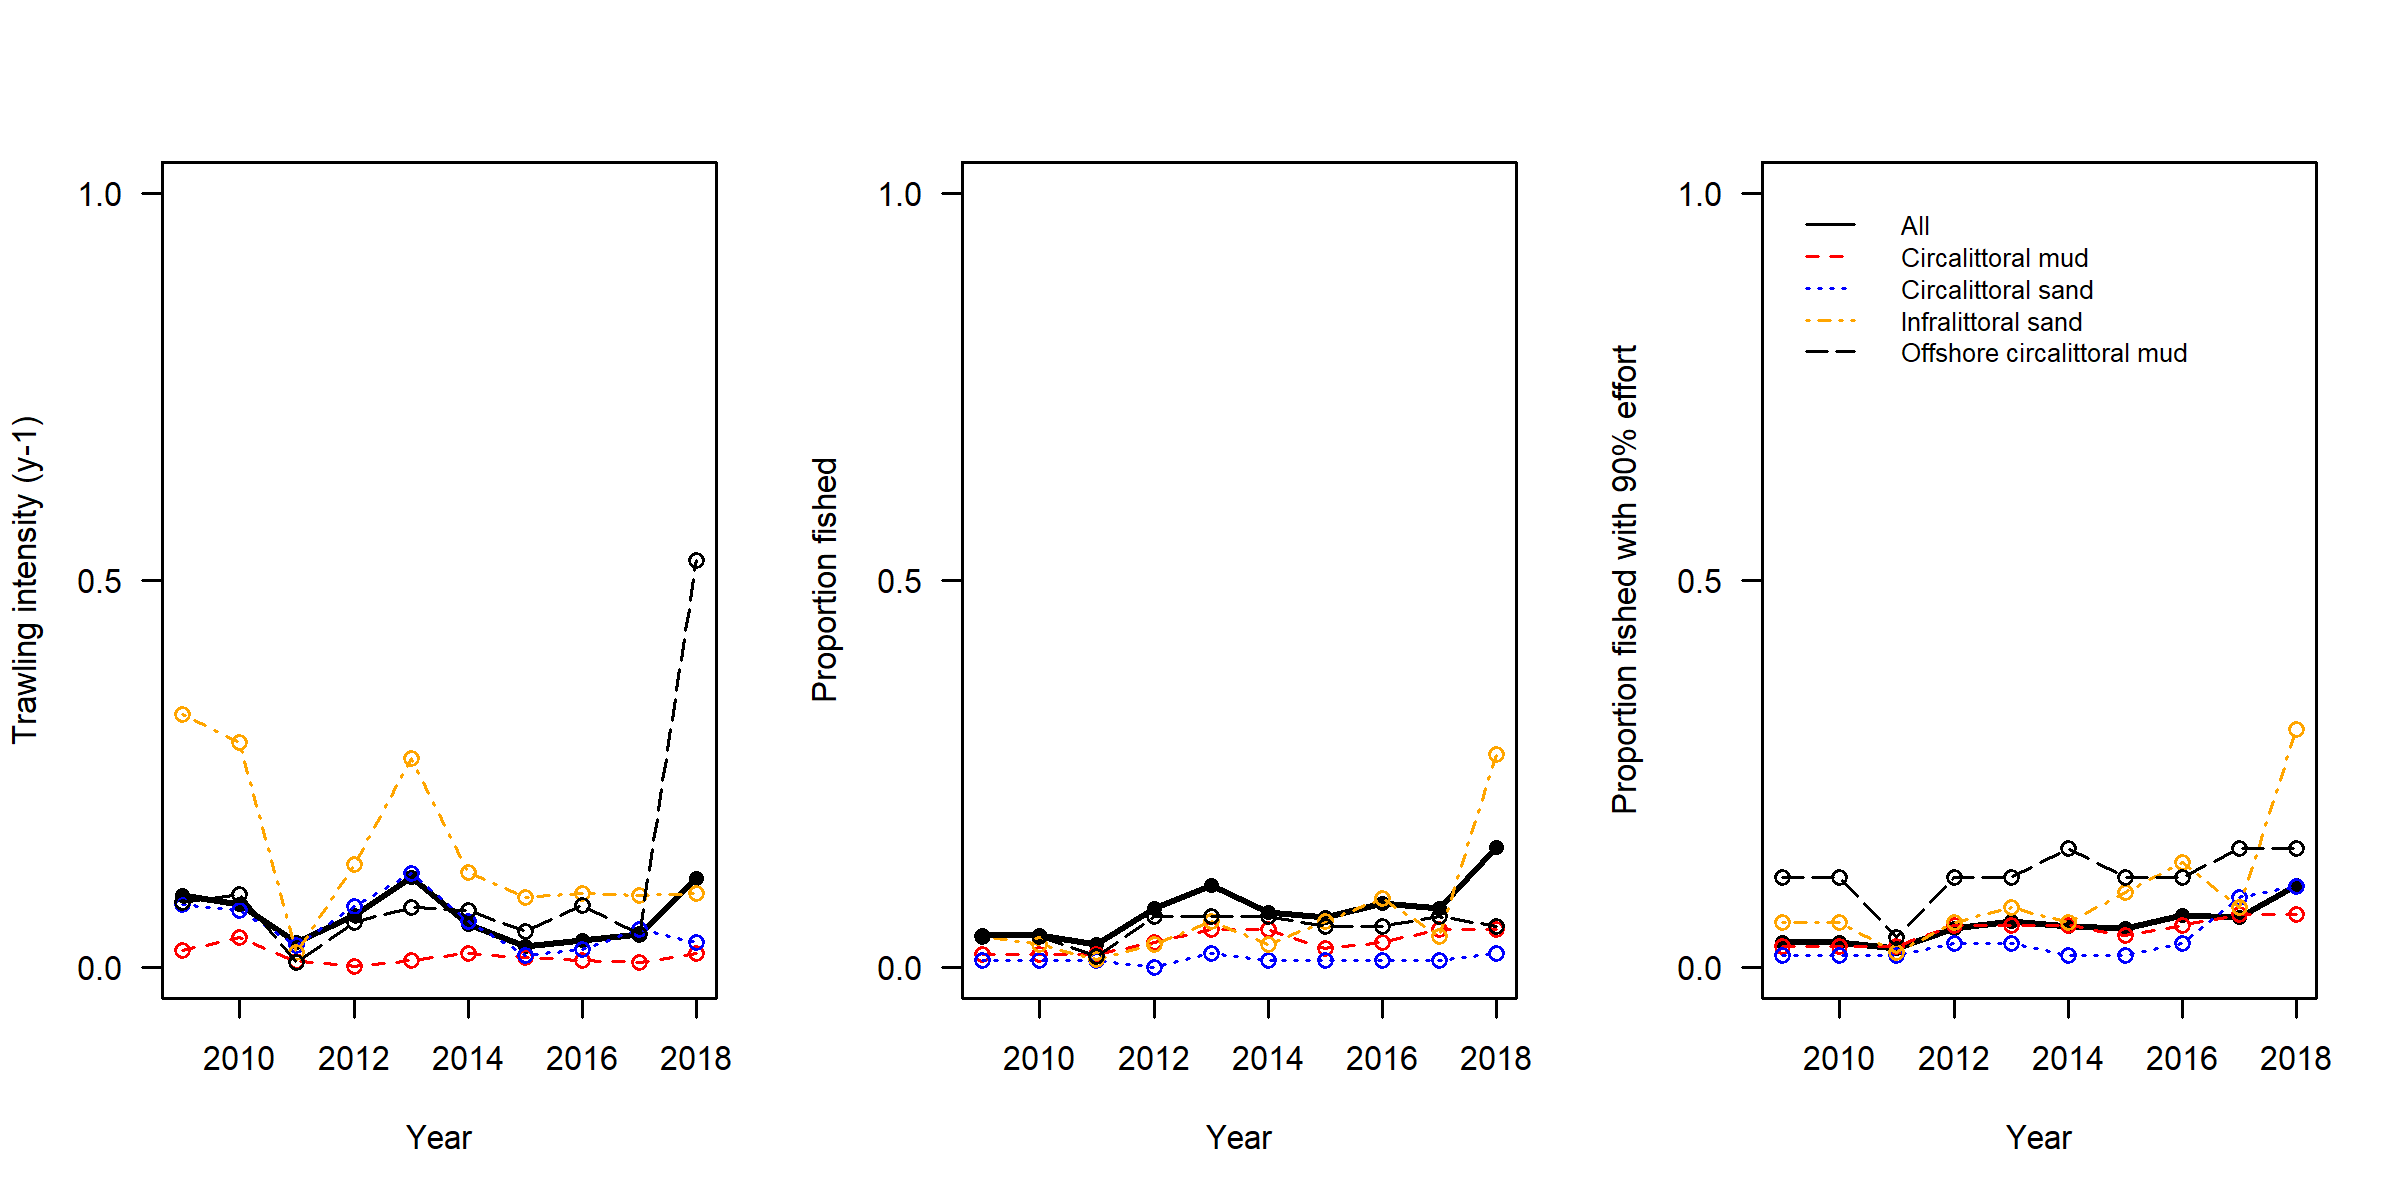 Trawling intensity (y-1)
1.0
0.5
0.0
2010 2012 2014 2016 2018
Year
Proportion fished
1.0
0.5
0.0
2010 2012 2014 2016 2018
Year
Proportion fished with 90% effort
1.0
0.5
0.0
All
Circalittoral mud
Circalittoral sand
Infralittoral sand
Offshore circalittoral mud
2010 2012 2014 2016 2018
Year